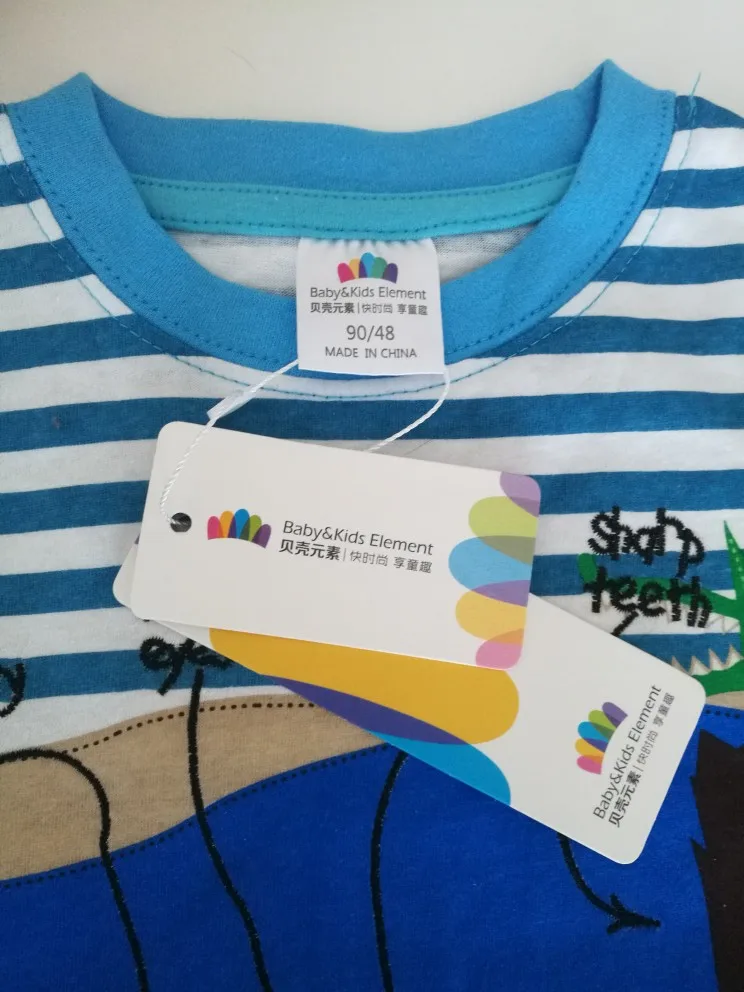 Baby&Kids Element
贝壳元素|快时尚 享童趣
90/48
MADE IN CHINA
Baby&Kids Element
贝壳元素|快时尚 享童趣
Sharp
teeth
Baby&Kids Element
贝壳元素|快时尚 享童趣